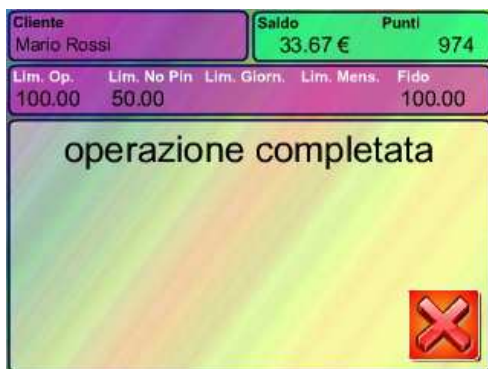 Cliente Saldo Punti
Mario Rossi 33.67 € 974
Lim. Op. Lim. No Pin Lim. Giorn. Lim. Mens. Fido
100.00 50.00 100.00
operazione completata